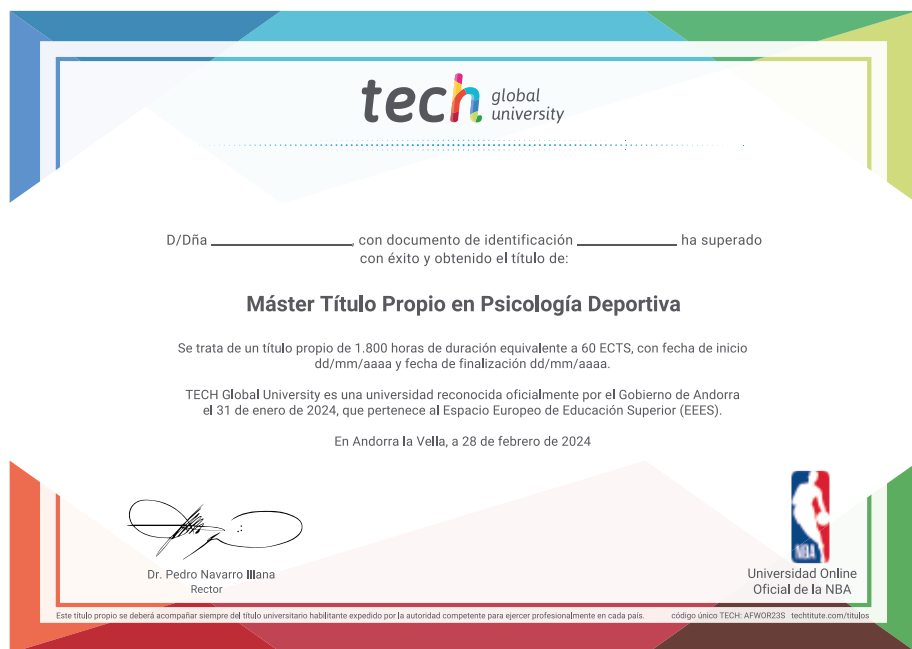 tech global university
D/Dña ________________, con documento de identificación ____________ ha superado
con éxito y obtenido el título de:
Máster Título Propio en Psicología Deportiva
Se trata de un título propio de 1.800 horas de duración equivalente a 60 ECTS, con fecha de inicio
dd/mm/aaaa y fecha de finalización dd/mm/aaaa.
TECH Global University es una universidad reconocida oficialmente por el Gobierno de Andorra
el 31 de enero de 2024, que pertenece al Espacio Europeo de Educación Superior (EEES).
En Andorra la Vella, a 28 de febrero de 2024
Dr. Pedro Navarro Illana
Rector
NBA
Universidad Online
Oficial de la NBA
Este título propio se deberá acompañar siempre del título universitario habilitante expedido por la autoridad competente para ejercer profesionalmente en cada país. código único TECH: AFWOR23S techtitute.com/titulos